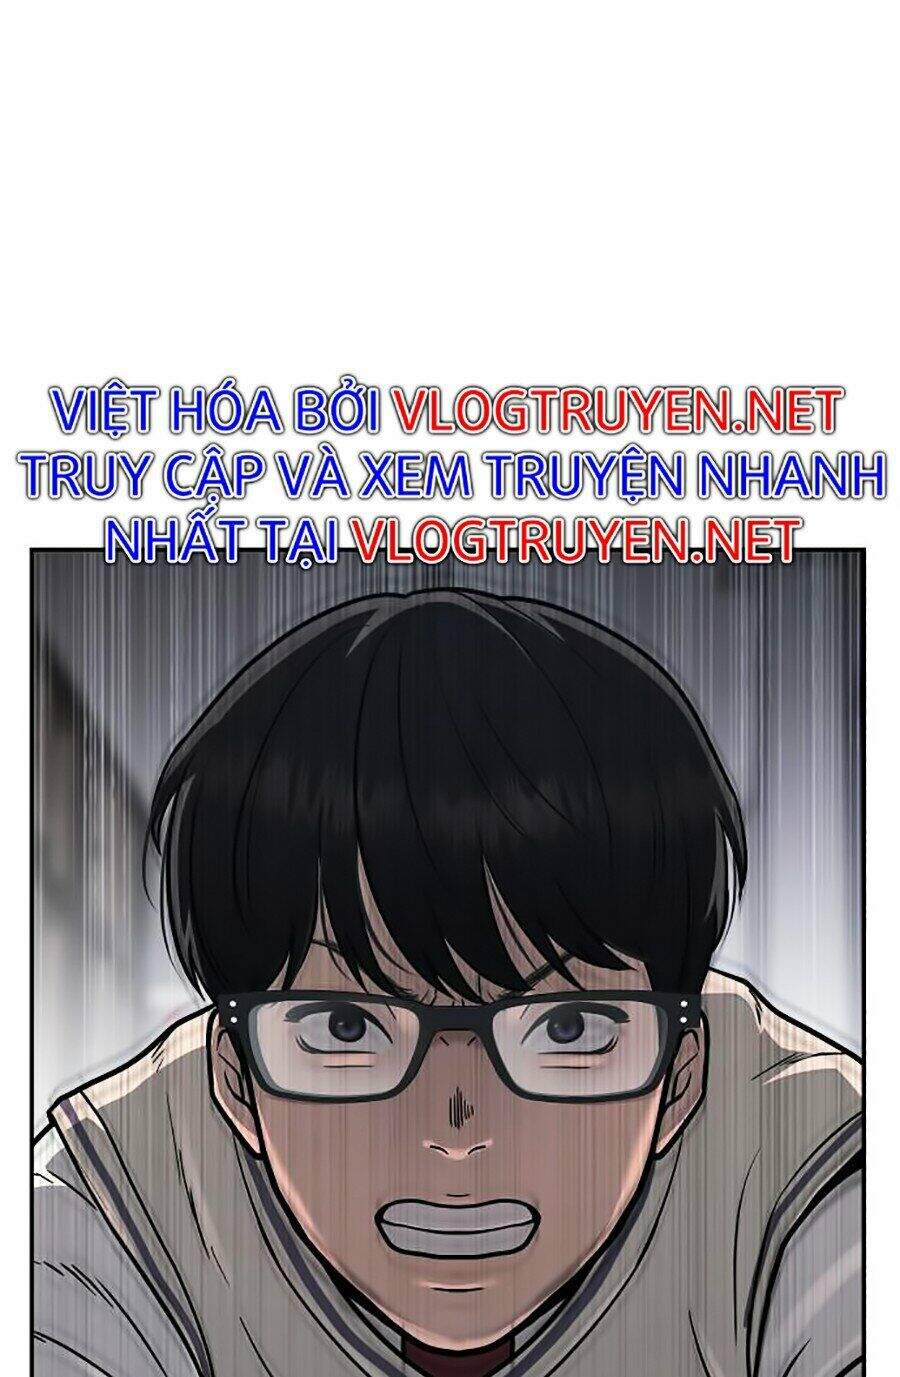 VIỆT HÓA BỞI VLOGTRUYEN.NET
TRUY CẬP VÀ XEM TRUYỆN NHANH
NHẤT TẠI VLOGTRUYEN.NET